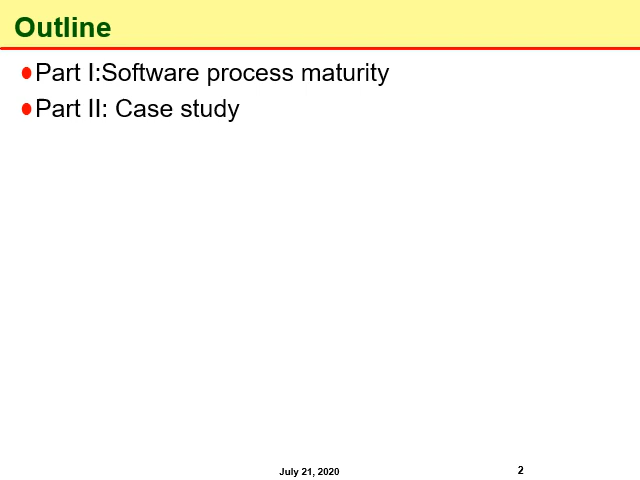 Outline
●Part I:Software process maturity
●Part II: Case study
July 21, 2020 2